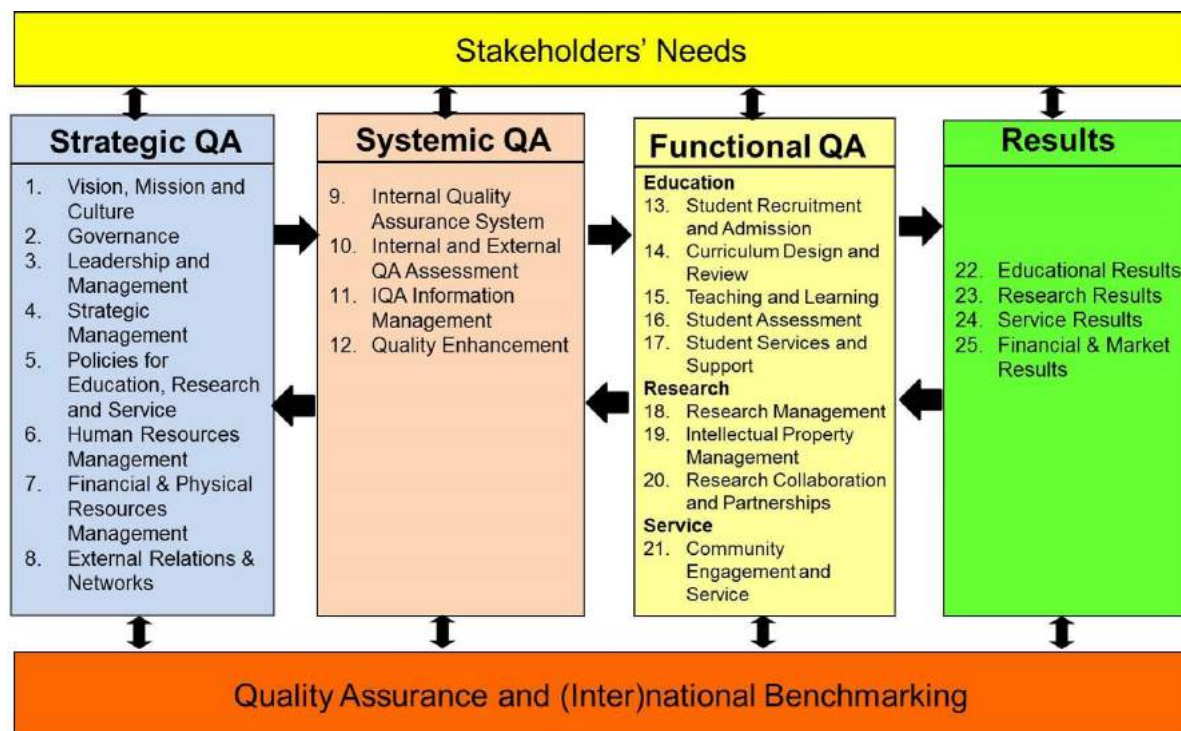 Stakeholders' Needs
Strategic QA
1. Vision, Mission and
Culture
2. Governance
3. Leadership and
Management
4. Strategic
Management
5. Policies for
Education, Research
and Service
6. Human Resources
Management
7. Financial & Physical
Resources
Management
8. External Relations &
Networks
Systemic QA
9. Internal Quality
Assurance System
10. Internal and External
QA Assessment
11. IQA Information
Management
12. Quality Enhancement
Functional QA
Education
13. Student Recruitment
and Admission
14. Curriculum Design and
Review
15. Teaching and Learning
16. Student Assessment
17. Student Services and
Support
Research
18. Research Management
19. Intellectual Property
Management
20. Research Collaboration
and Partnerships
Service
21. Community
Engagement and
Service
Results
22. Educational Results
23. Research Results
24. Service Results
25. Financial & Market
Results
Quality Assurance and (Inter)national Benchmarking